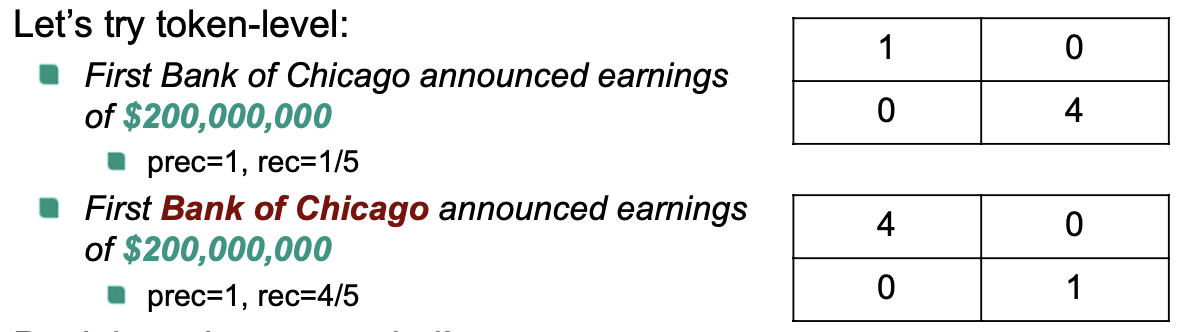 Let's try token-level:
First Bank of Chicago announced earnings
of $200,000,000
prec=1, rec=1/5
1 0
0 4
First Bank of Chicago announced earnings
of $200,000,000
prec=1, rec=4/5
4 0
0 1